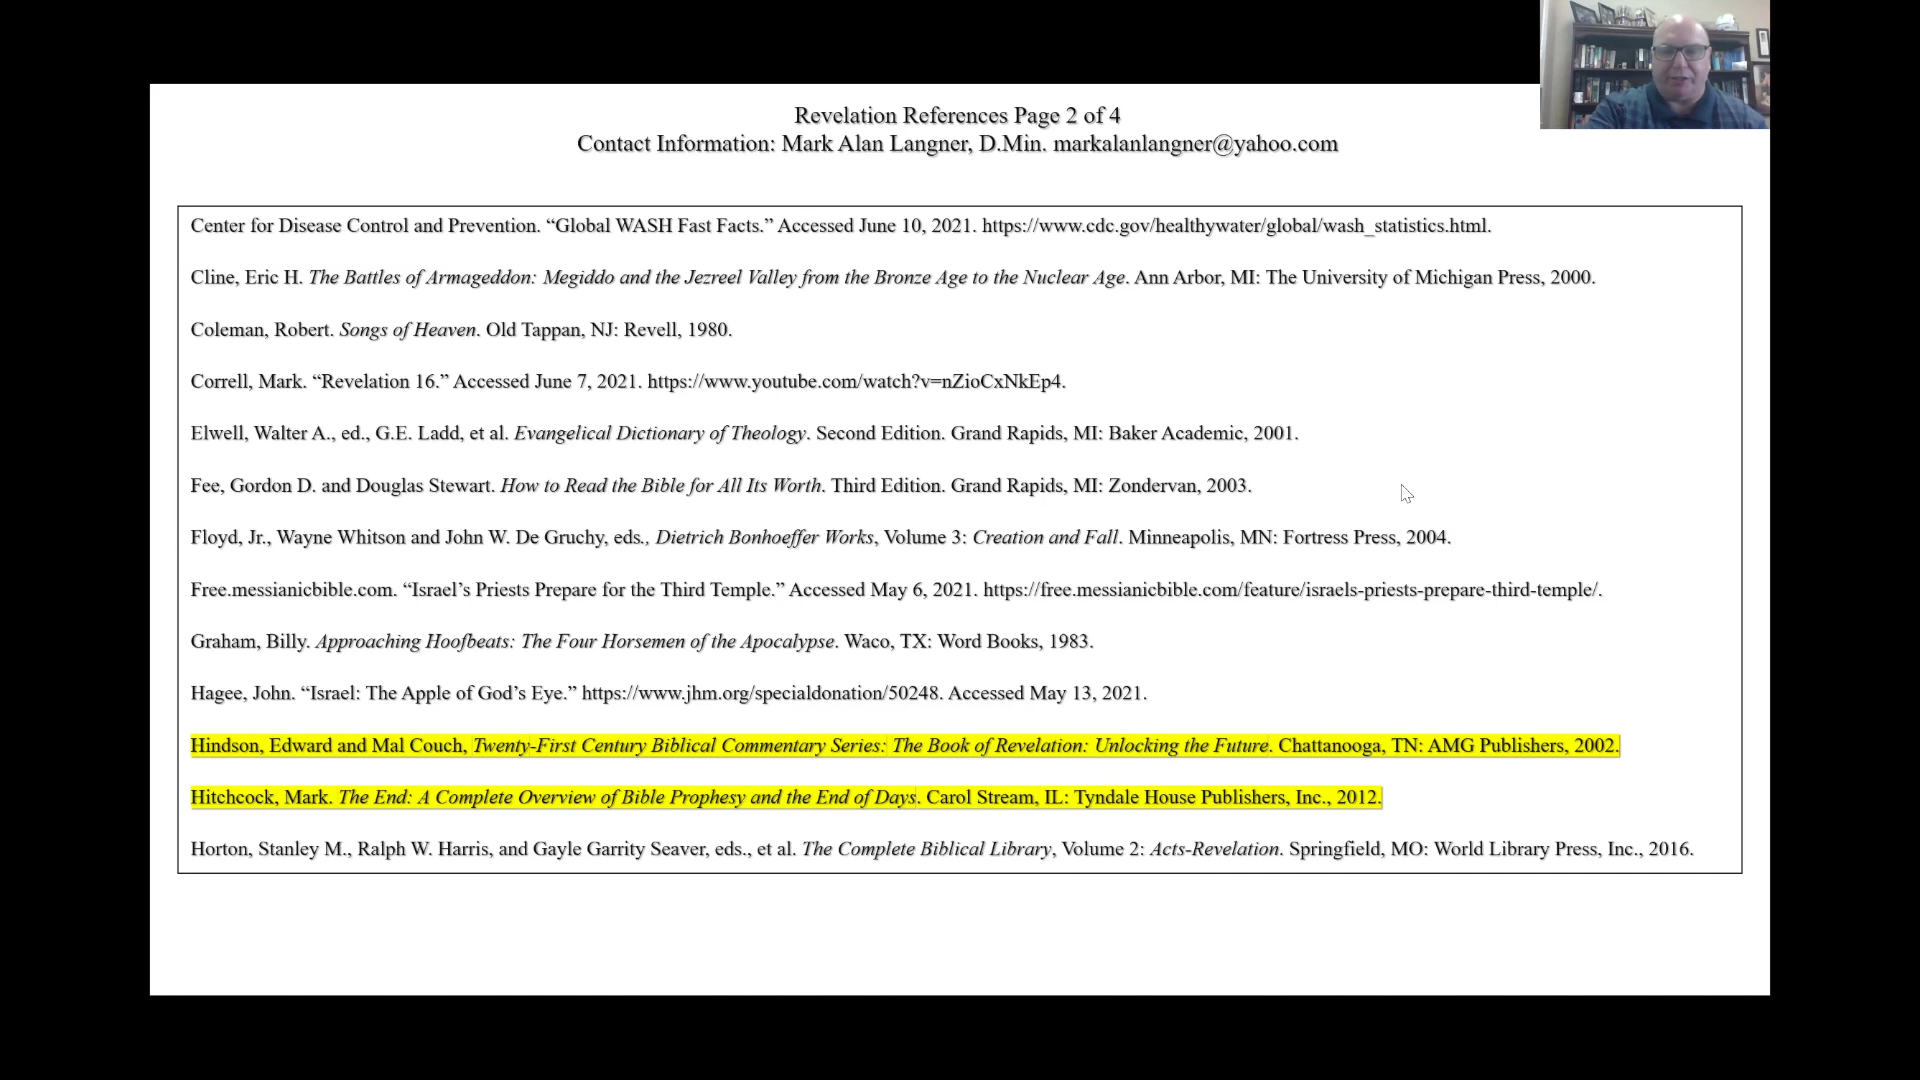 Revelation References Page 2 of 4
Contact Information: Mark Alan Langner, D.Min. markalanlangner@yahoo.com
Center for Disease Control and Prevention. “Global WASH Fast Facts.” Accessed June 10, 2021. https://www.cdc.gov/healthywater/global/wash_statistics.html.
Cline, Eric H. The Battles of Armageddon: Megiddo and the Jezreel Valley from the Bronze Age to the Nuclear Age. Ann Arbor, MI: The University of Michigan Press, 2000.
Coleman, Robert. Songs of Heaven. Old Tappan, NJ: Revell, 1980.
Correll, Mark. “Revelation 16.” Accessed June 7, 2021. https://www.youtube.com/watch?v=nZioCxNkEp4.
Elwell, Walter A., ed., G.E. Ladd, et al. Evangelical Dictionary of Theology. Second Edition. Grand Rapids, MI: Baker Academic, 2001.
Fee, Gordon D. and Douglas Stewart. How to Read the Bible for All Its Worth. Third Edition. Grand Rapids, MI: Zondervan, 2003.
Floyd, Jr., Wayne Whitson and John W. De Gruchy, eds., Dietrich Bonhoeffer Works, Volume 3: Creation and Fall. Minneapolis, MN: Fortress Press, 2004.
Free.messianicbible.com. “Israel’s Priests Prepare for the Third Temple.” Accessed May 6, 2021. https://free.messianicbible.com/feature/israels-priests-prepare-third-temple/.
Graham, Billy. Approaching Hoofbeats: The Four Horsemen of the Apocalypse. Waco, TX: Word Books, 1983.
Hagee, John. “Israel: The Apple of God’s Eye.” https://www.jhm.org/specialdonation/50248. Accessed May 13, 2021.
Hindson, Edward and Mal Couch, Twenty-First Century Biblical Commentary Series: The Book of Revelation: Unlocking the Future. Chattanooga, TN: AMG Publishers, 2002.
Hitchcock, Mark. The End: A Complete Overview of Bible Prophesy and the End of Days. Carol Stream, IL: Tyndale House Publishers, Inc., 2012.
Horton, Stanley M., Ralph W. Harris, and Gayle Garrity Seaver, eds., et al. The Complete Biblical Library, Volume 2: Acts-Revelation. Springfield, MO: World Library Press, Inc., 2016.